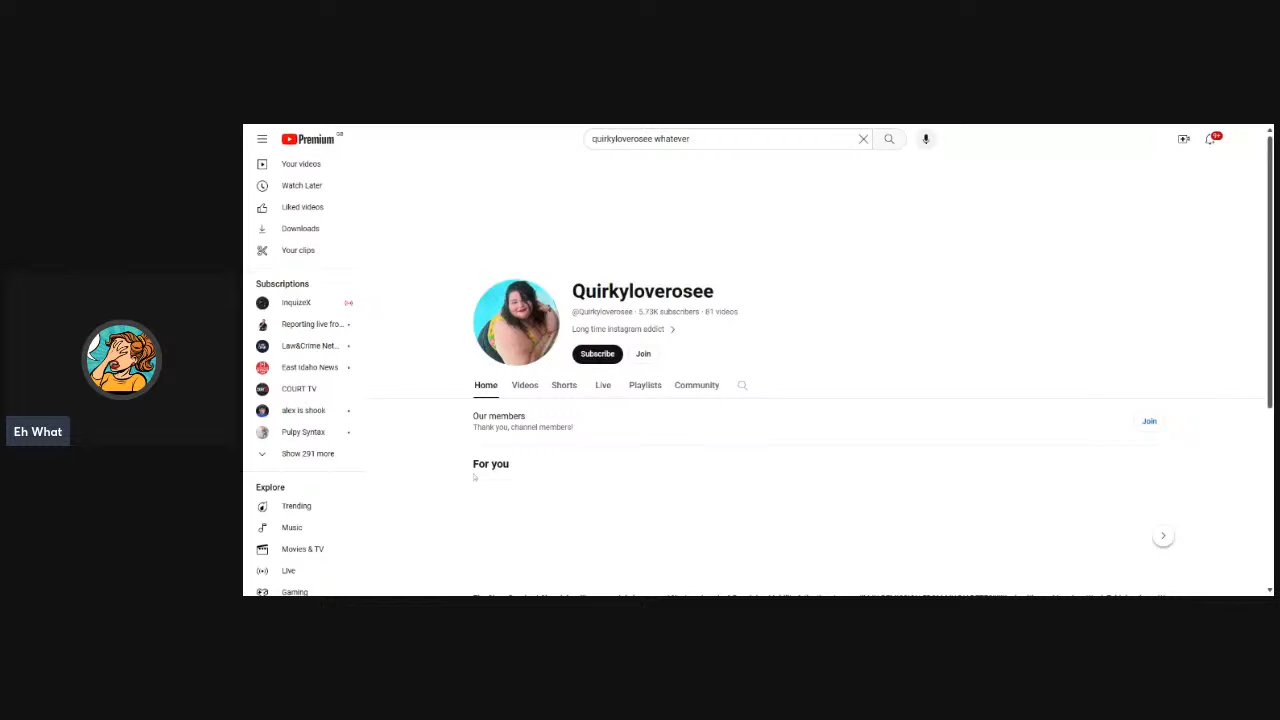 Premium GB
quirkyloverosee whatever
9+
Your videos
Watch Later
Liked videos
Downloads
Your clips
Subscriptions
InquizeX
Reporting live fro...
Law&Crime Net...
East Idaho News
COURT TV
alex is shook
Pulpy Syntax
Show 291 more
Explore
Trending
Music
Movies & TV
Live
Gaming
Quirkyloverosee
@Quirkyloverosee · 5.73K subscribers · 81 videos
Long time instagram addict
Subscribe
Join
Home Videos Shorts Live Playlists Community
Our members
Thank you, channel members!
Join
For you
Eh What